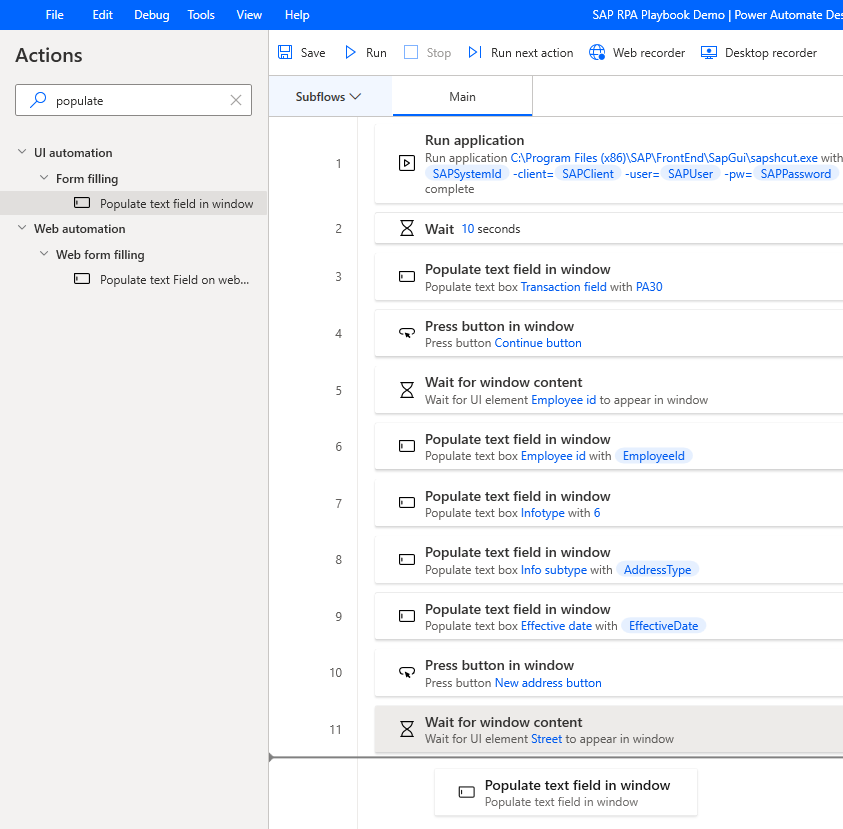 File Edit Debug Tools View Help SAP RPA Playbook Demo | Power Automate Des
Actions
populate
UI automation
Form filling
Populate text field in window
Web automation
Web form filling
Populate text Field on web...
Save Run Stop Run next action Web recorder Desktop recorder
Subflows Main
1
Run application
Run application C:\Program Files (x86)\SAP\FrontEnd\SapGui\sapshcut.exe with
SAPSystemId -client= SAPClient -user= SAPUser -pw= SAPPassword
complete
2
Wait 10 seconds
3
Populate text field in window
Populate text box Transaction field with PA30
4
Press button in window
Press button Continue button
5
Wait for window content
Wait for UI element Employee id to appear in window
6
Populate text field in window
Populate text box Employee id with EmployeeId
7
Populate text field in window
Populate text box Infotype with 6
8
Populate text field in window
Populate text box Info subtype with AddressType
9
Populate text field in window
Populate text box Effective date with EffectiveDate
10
Press button in window
Press button New address button
11
Wait for window content
Wait for UI element Street to appear in window
Populate text field in window
Populate text field in window